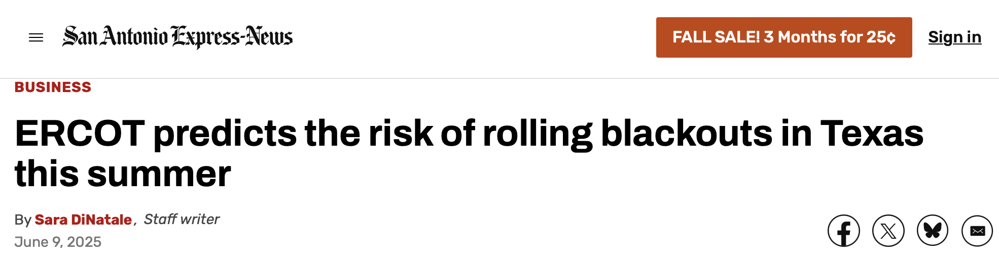 San Antonio Express-News
FALL SALE! 3 Months for 25¢
Sign in
BUSINESS
ERCOT predicts the risk of rolling blackouts in Texas
this summer
By Sara DiNatale, Staff writer
June 9, 2025